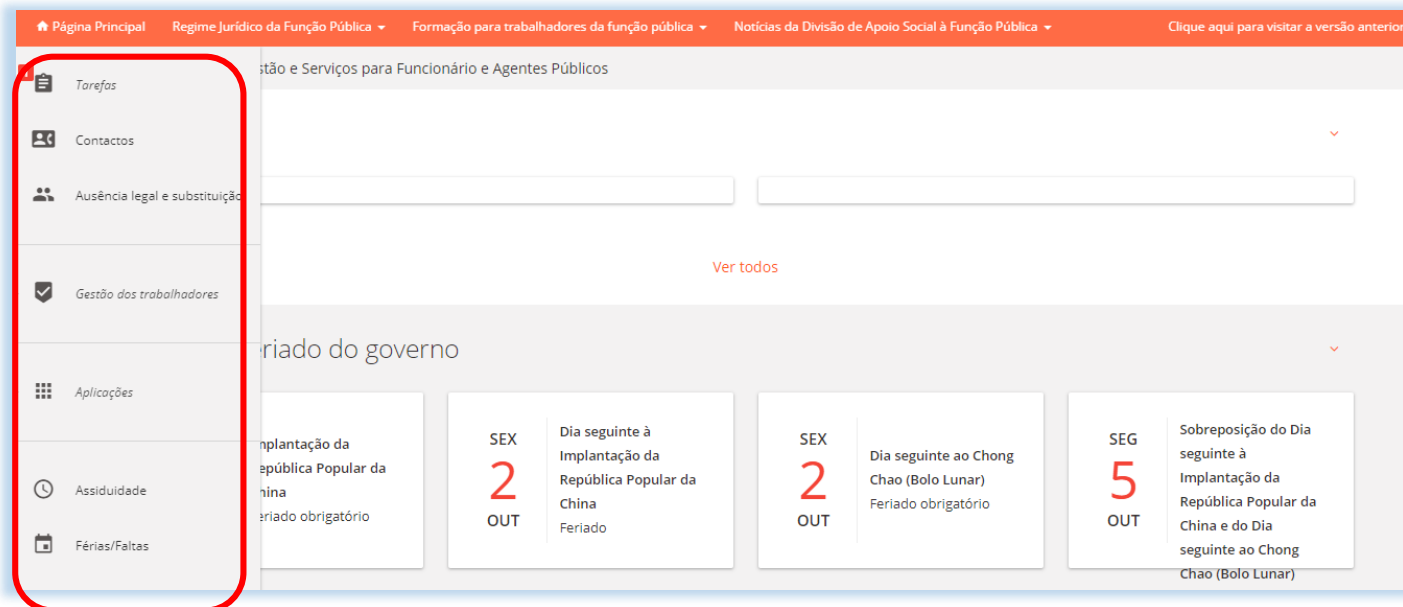 Página Principal Regime Jurídico da Função Pública Formação para trabalhadores da função pública Notícias da Divisão de Apoio Social à Função Pública Clique aqui para visitar a versão anterior
stão e Serviços para Funcionário e Agentes Públicos
Tarefas
Contactos
Ausência legal e substituição
Gestão dos trabalhadores
Aplicações
Assiduidade
Férias/Faltas
Ver todos
riado do governo
nplantação da
epública Popular da
nina
eriado obrigatório
SEX
2
OUT
Dia seguinte à
Implantação da
República Popular da
China
Feriado
SEX
2
OUT
Dia seguinte ao Chong
Chao (Bolo Lunar)
Feriado obrigatório
SEG
5
OUT
Sobreposição do Dia
seguinte à
Implantação da
República Popular da
China e do Dia
seguinte ao Chong
Chao (Bolo Lunar)